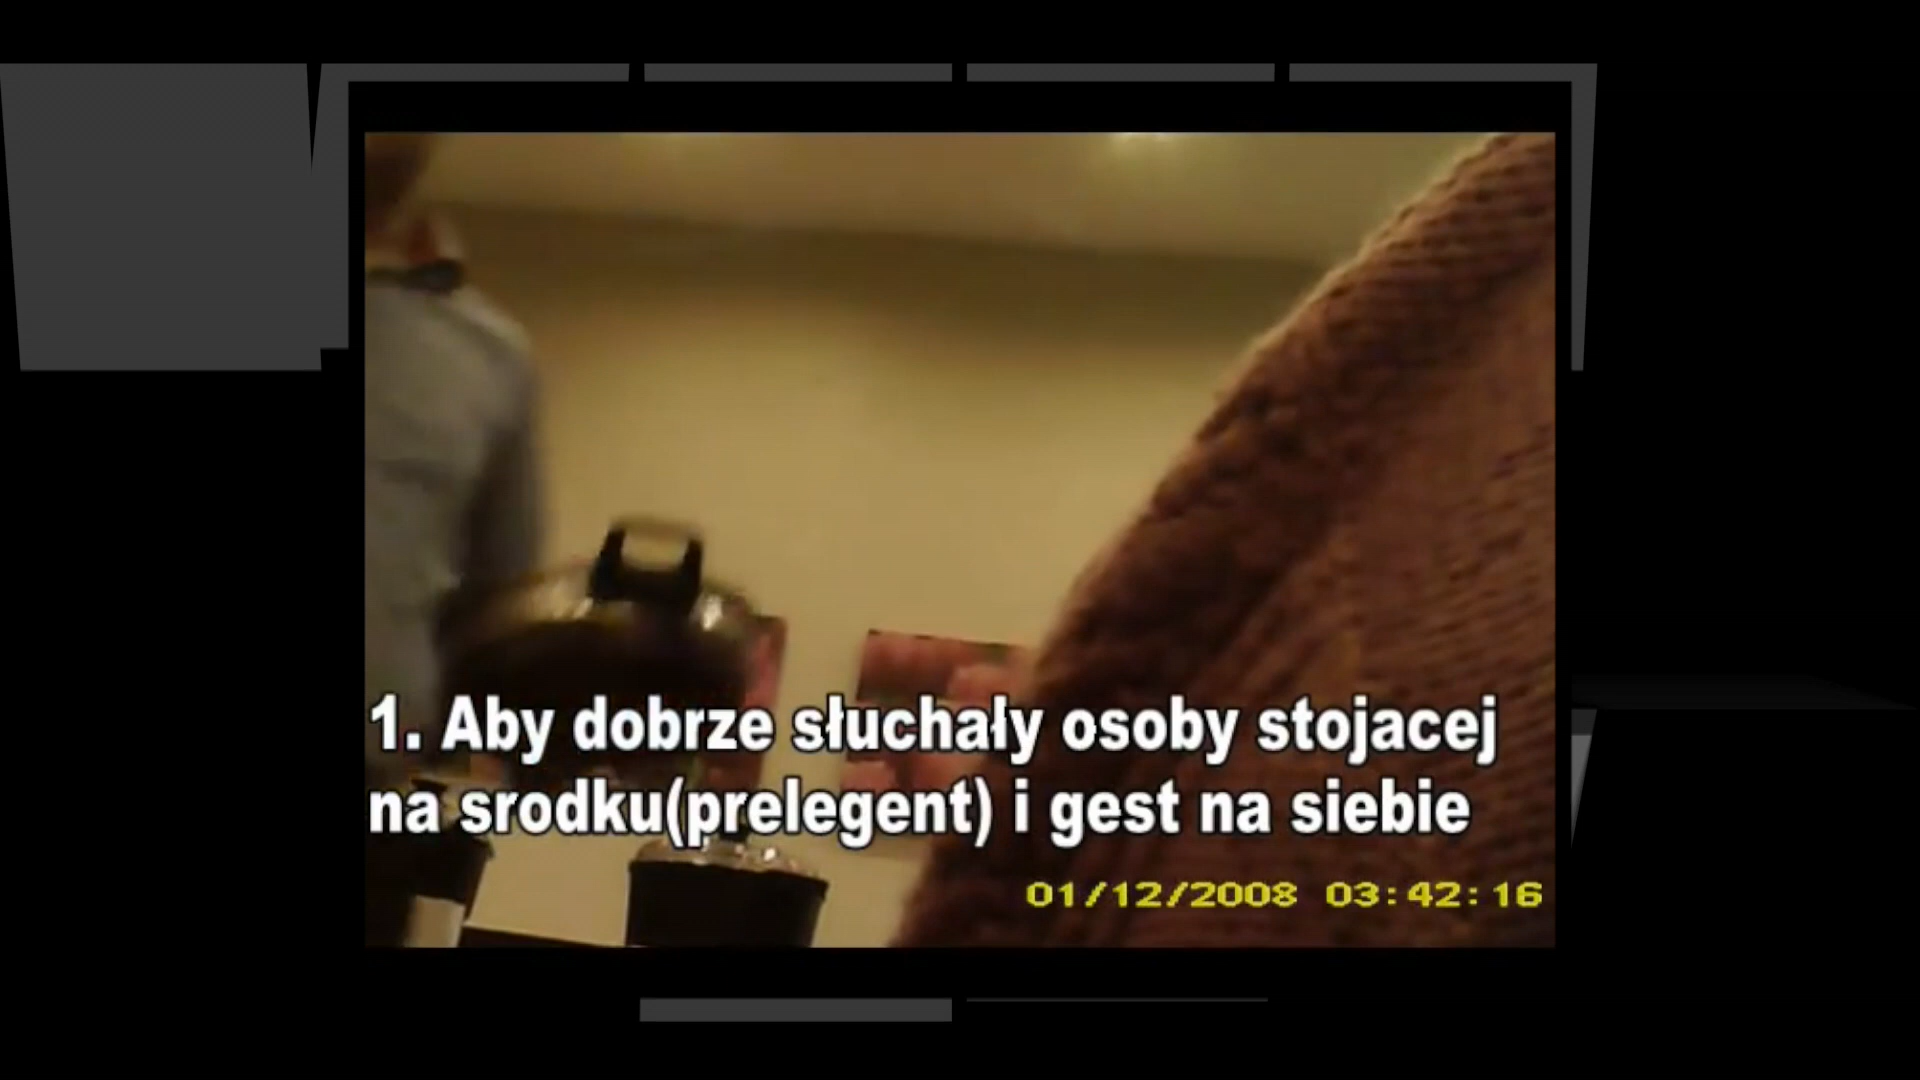 1. Aby dobrze słuchały osoby stojacej
na srodku(prelegent) i gest na siebie
01/12/2008 03:42:16